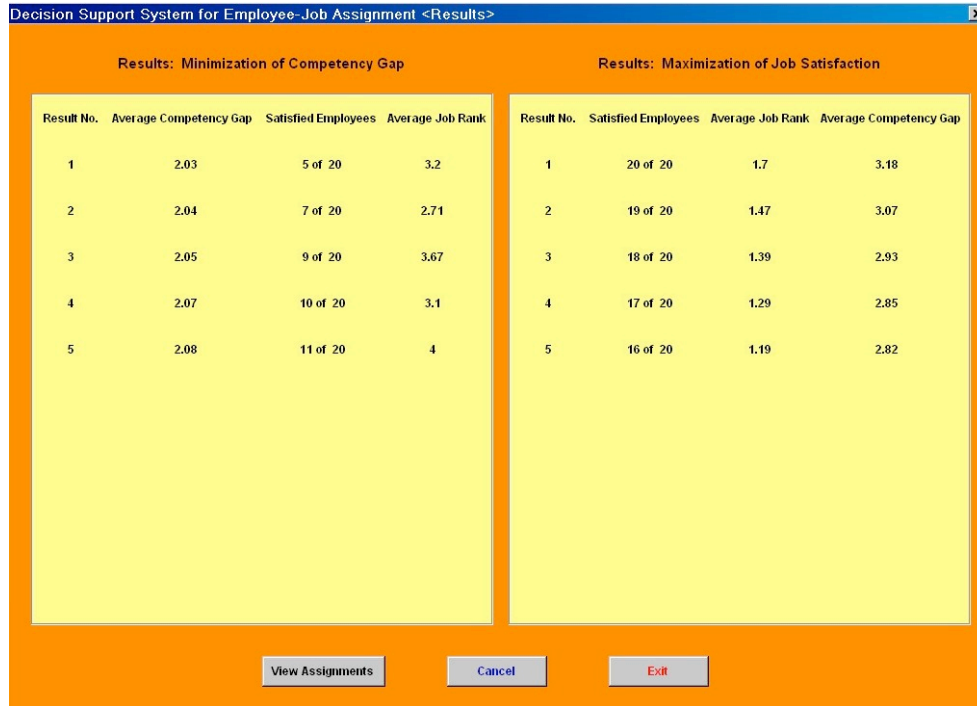 Decision Support System for Employee-Job Assignment <Results>
Results: Minimization of Competency Gap
Result No. Average Competency Gap Satisfied Employees Average Job Rank
1 2.03 5 of 20 3.2
2 2.04 7 of 20 2.71
3 2.05 9 of 20 3.67
4 2.07 10 of 20 3.1
5 2.08 11 of 20 4
Results: Maximization of Job Satisfaction
Result No. Satisfied Employees Average Job Rank Average Competency Gap
1 20 of 20 1.7 3.18
2 19 of 20 1.47 3.07
3 18 of 20 1.39 2.93
4 17 of 20 1.29 2.85
5 16 of 20 1.19 2.82
View Assignments Cancel Exit